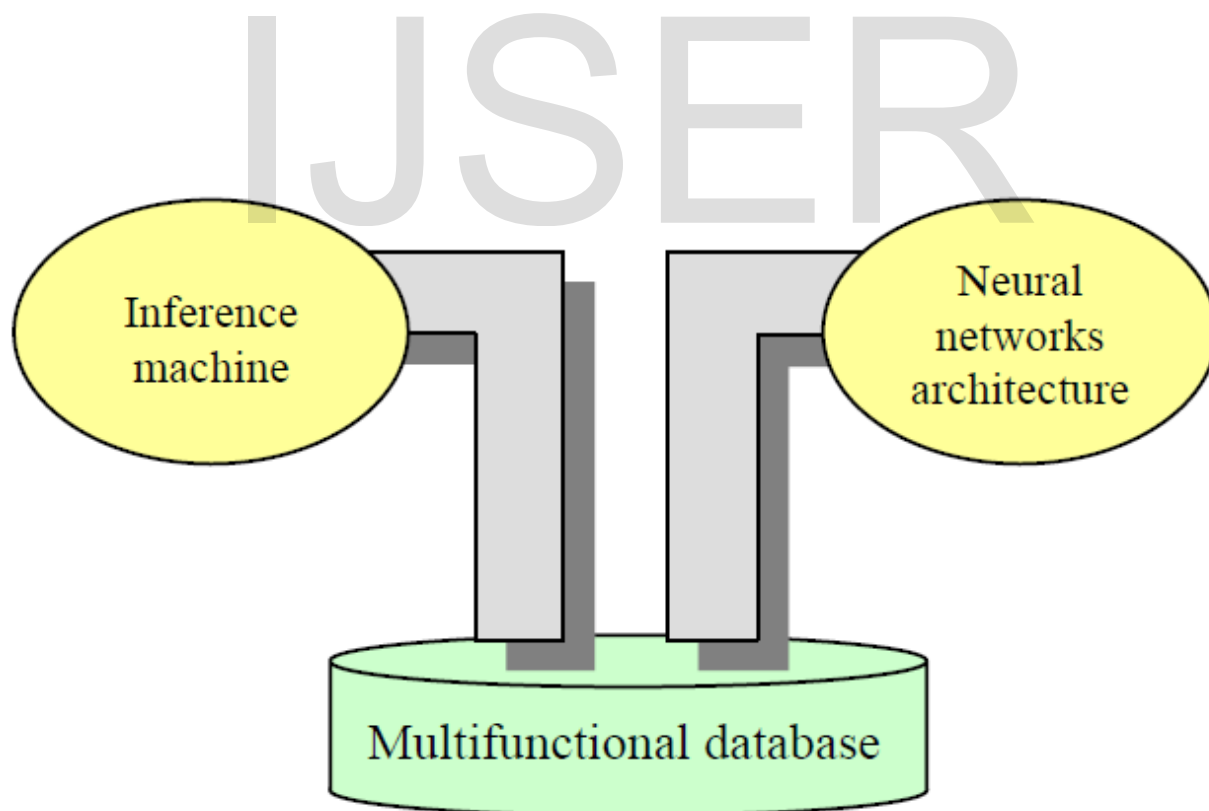 IJSER
Inference
machine
Neural
networks
architecture
Multifunctional database